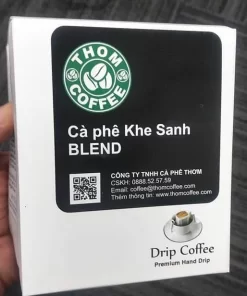 THOM
COFFEE
Cà phê Khe Sanh
BLEND
CÔNG TY TNHH CÀ PHÊ THƠM
CSKH: 0888.52.57.59
Email: coffee@thomcoffee.com
Thêm thông tin: www.thomcoffee.com
Drip Coffee
Premium Hand Drip